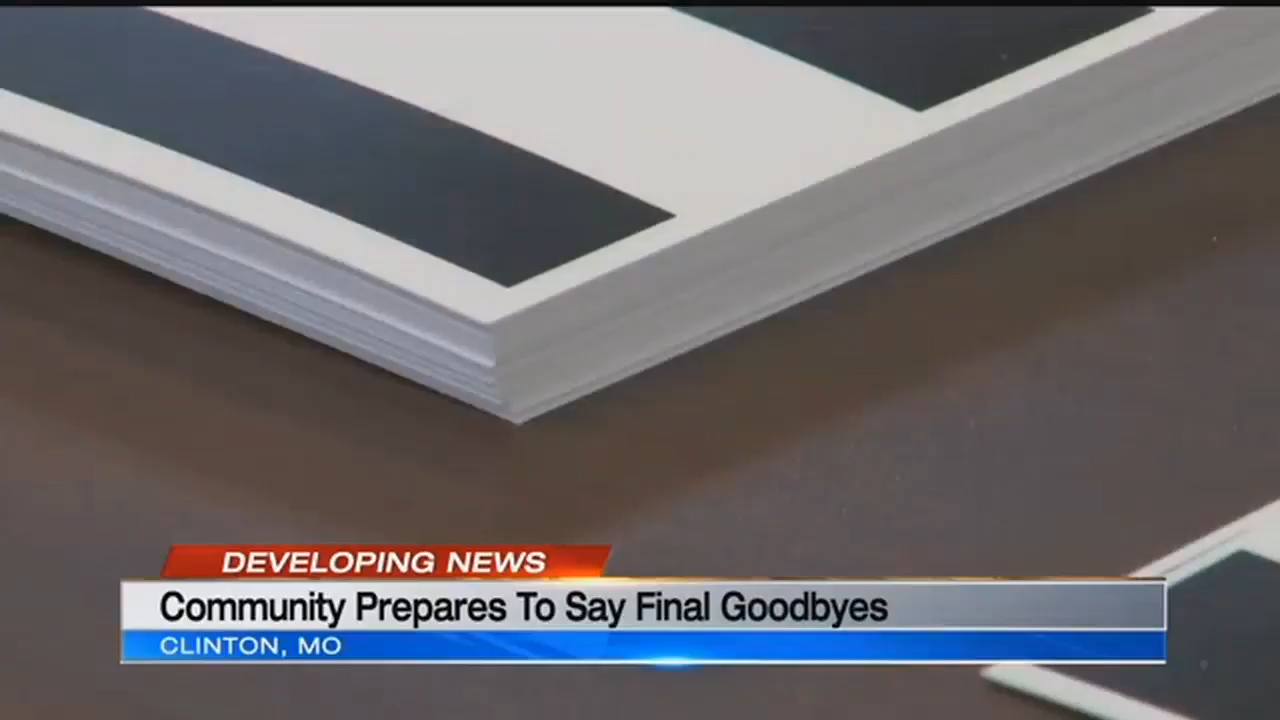 DEVELOPING NEWS
Community Prepares To Say Final Goodbyes
CLINTON, MO